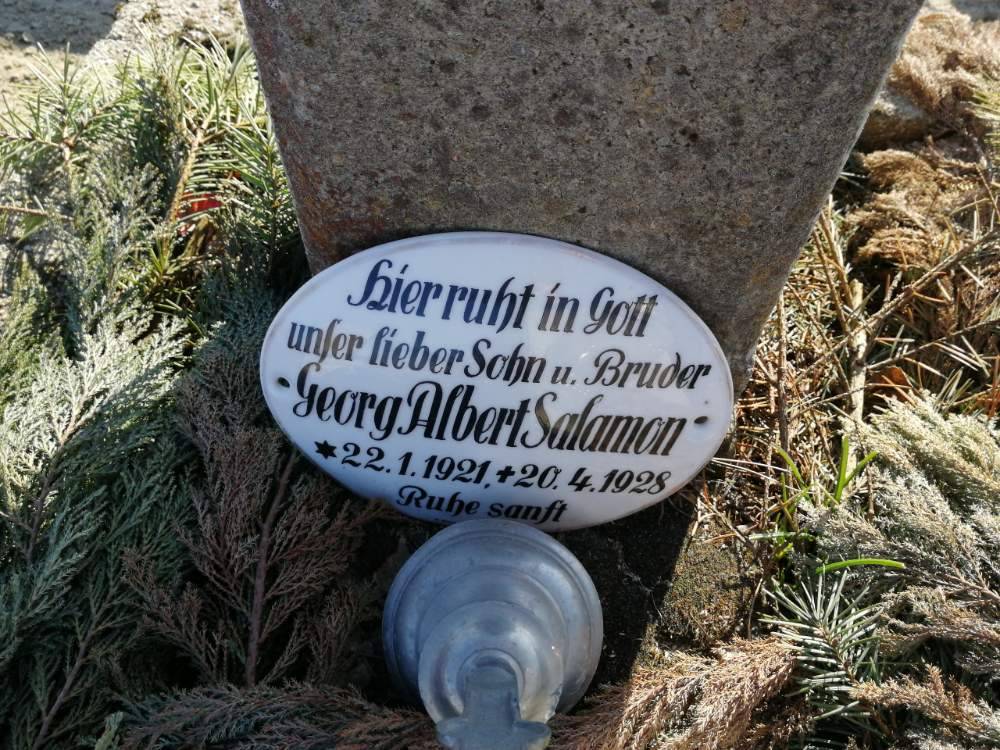 Hier ruht in Gott
unser lieber Sohn u. Bruder
Georg Albert Salamon
* 22.1.1921, + 20.4.1928
Ruhe sanft